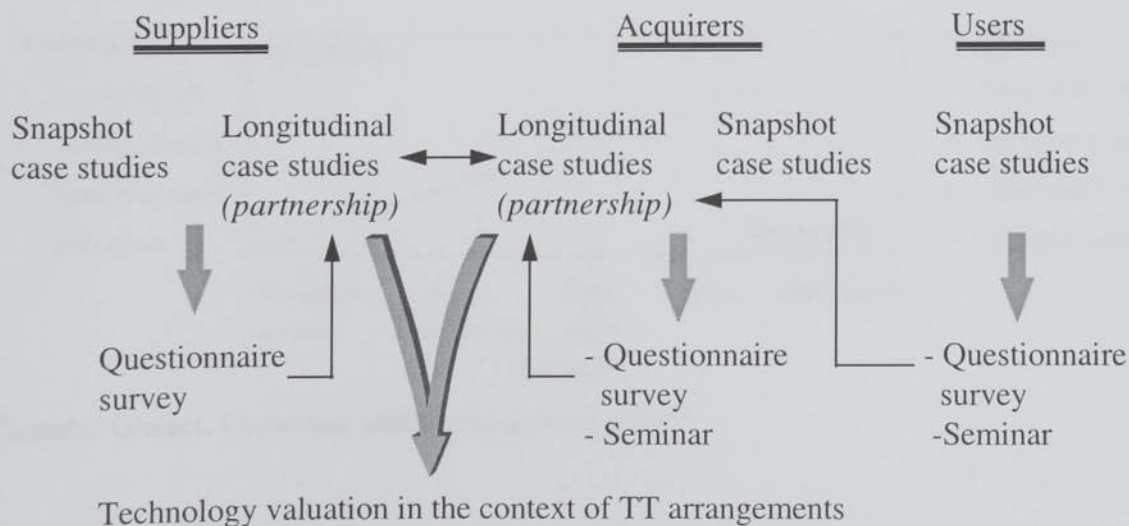 Suppliers Acquirers Users
Snapshot Longitudinal Longitudinal Snapshot Snapshot
case studies case studies case studies case studies case studies
(partnership) (partnership)
Questionnaire - Questionnaire - Questionnaire
survey survey survey
- Seminar -Seminar
Technology valuation in the context of TT arrangements